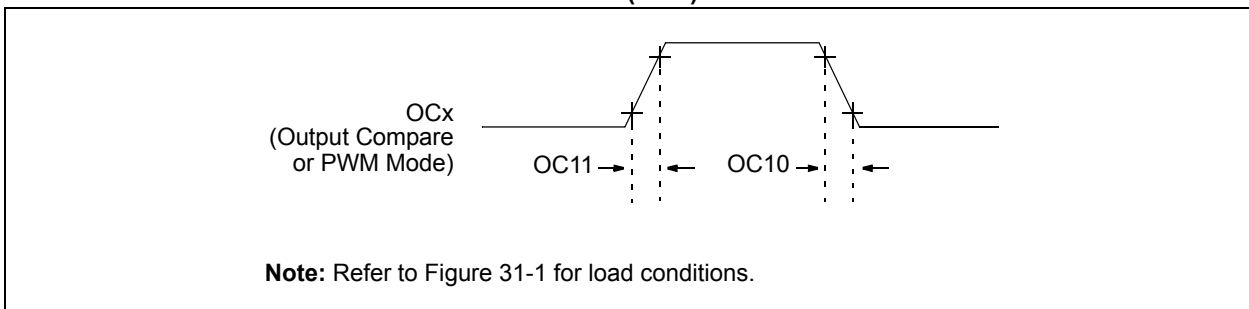 OCx
(Output Compare
or PWM Mode)
OC11
OC10
Note: Refer to Figure 31-1 for load conditions.